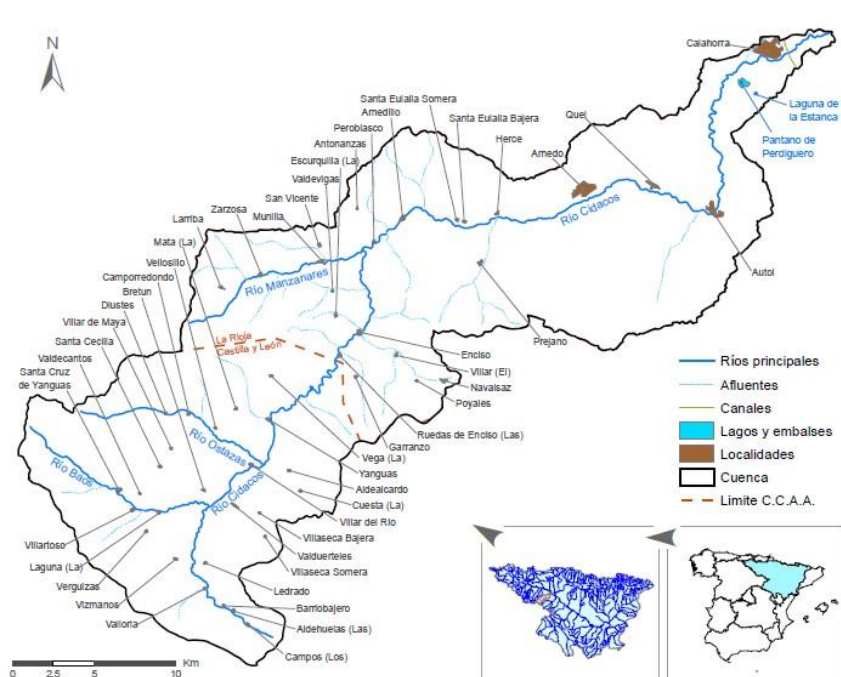 N
Calahorra
Laguna de
la Estanca
Pantano de
Perdiguero
Santa Eulalia Somera
Arnedillo
Santa Eulalia Bajera
Quel
Peroblasco
Herce
Antonanzas
Arnedo
Escurquilla (La)
Valdevigas
San Vicente
Zarzosa
Munilla
Larriba
Mata (La)
Vellosillo
Camporredondo
Bretun
Diustes
Villar de Maya
Santa Cecilia
Valdecantos
Santa Cruz
de Yanguas
Río Cidacos
Autol
Río Manzanares
Prejano
La Rioja
Castilla y León
Enciso
Villar (El)
Navalsaz
Poyales
Ruedas de Enciso (Las)
Garranzo
Vega (La)
Yanguas
Aldealcardo
Cuesta (La)
Villar del Río
Villaseca Bajera
Valduerteles
Villaseca Somera
Río Ostazas
Río Baos
Río Cidacos
Villartoso
Laguna (La)
Verguizas
Vizmanos
Valloria
Ledrado
Barriobajero
Aldehuelas (Las)
Campos (Los)
Ríos principales
Afluentes
Canales
Lagos y embalses
Localidades
Cuenca
Limite C.C.A.A.
Km
0 2.5 5 10